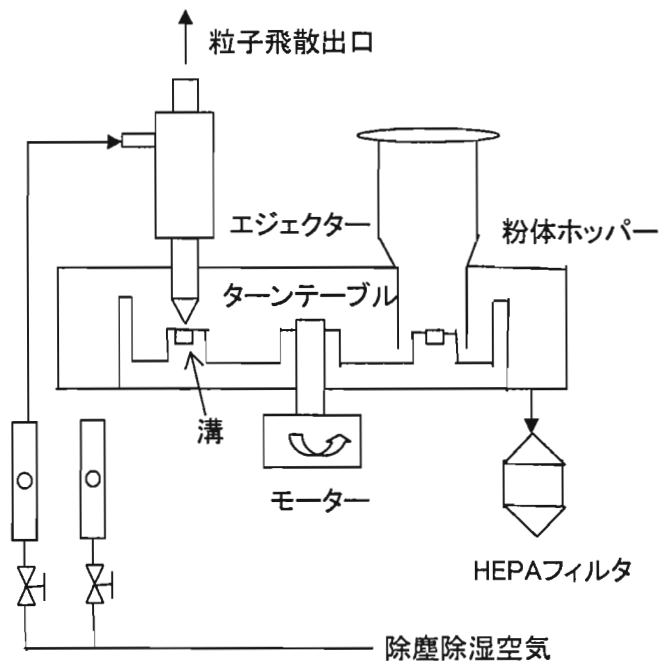 粒子飛散出口
エジェクター
粉体ホッパー
ターンテーブル
溝
モーター
HEPAフィルタ
除塵除湿空気